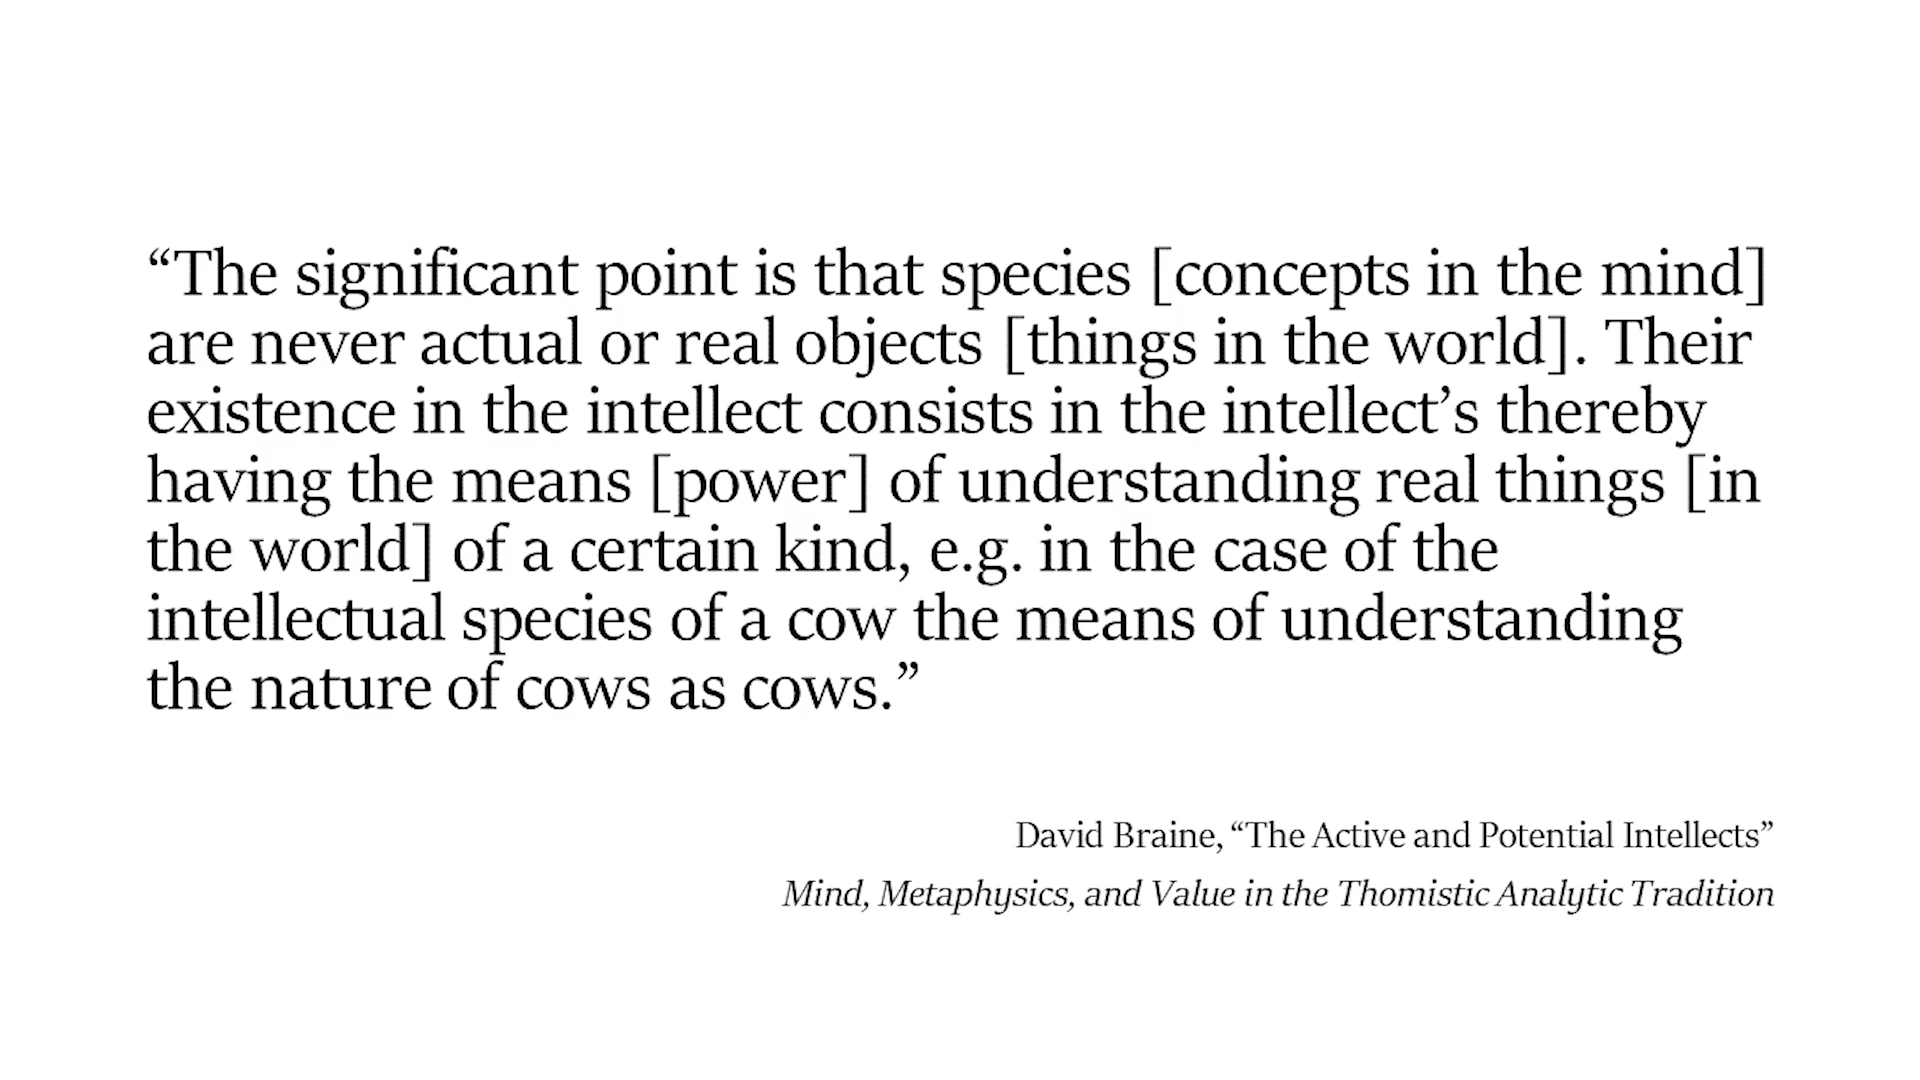 “The significant point is that species [concepts in the mind]
are never actual or real objects [things in the world]. Their
existence in the intellect consists in the intellect’s thereby
having the means [power] of understanding real things [in
the world] of a certain kind, e.g. in the case of the
intellectual species of a cow the means of understanding
the nature of cows as cows.”
David Braine, “The Active and Potential Intellects”
Mind, Metaphysics, and Value in the Thomistic Analytic Tradition